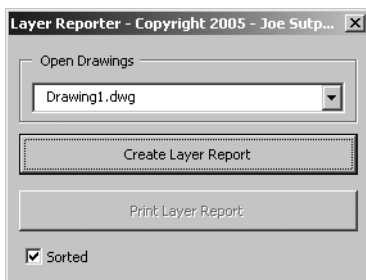 Layer Reporter - Copyright 2005 - Joe Sutp...
Open Drawings
Drawing1.dwg
Create Layer Report
Print Layer Report
Sorted